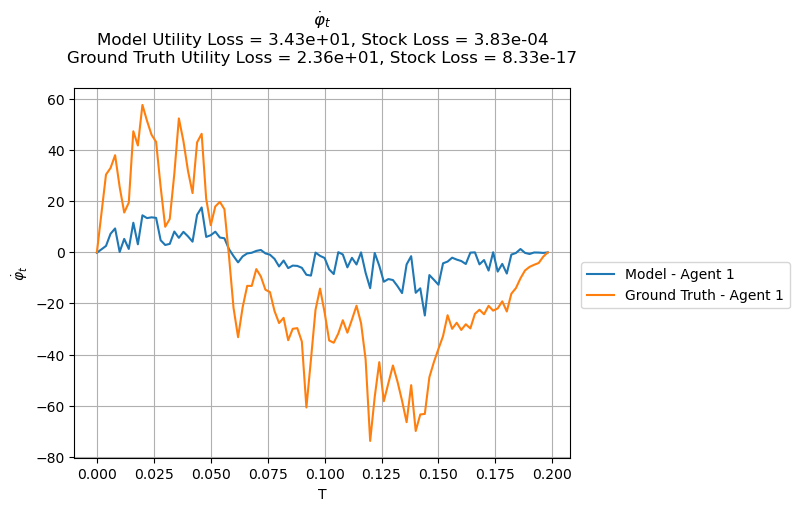 φ̇ₜ
Model Utility Loss = 3.43e+01, Stock Loss = 3.83e-04
Ground Truth Utility Loss = 2.36e+01, Stock Loss = 8.33e-17
60
40
20
0
−20
−40
−60
−80
φ̇ₜ
0.000 0.025 0.050 0.075 0.100 0.125 0.150 0.175 0.200
T
Model - Agent 1
Ground Truth - Agent 1